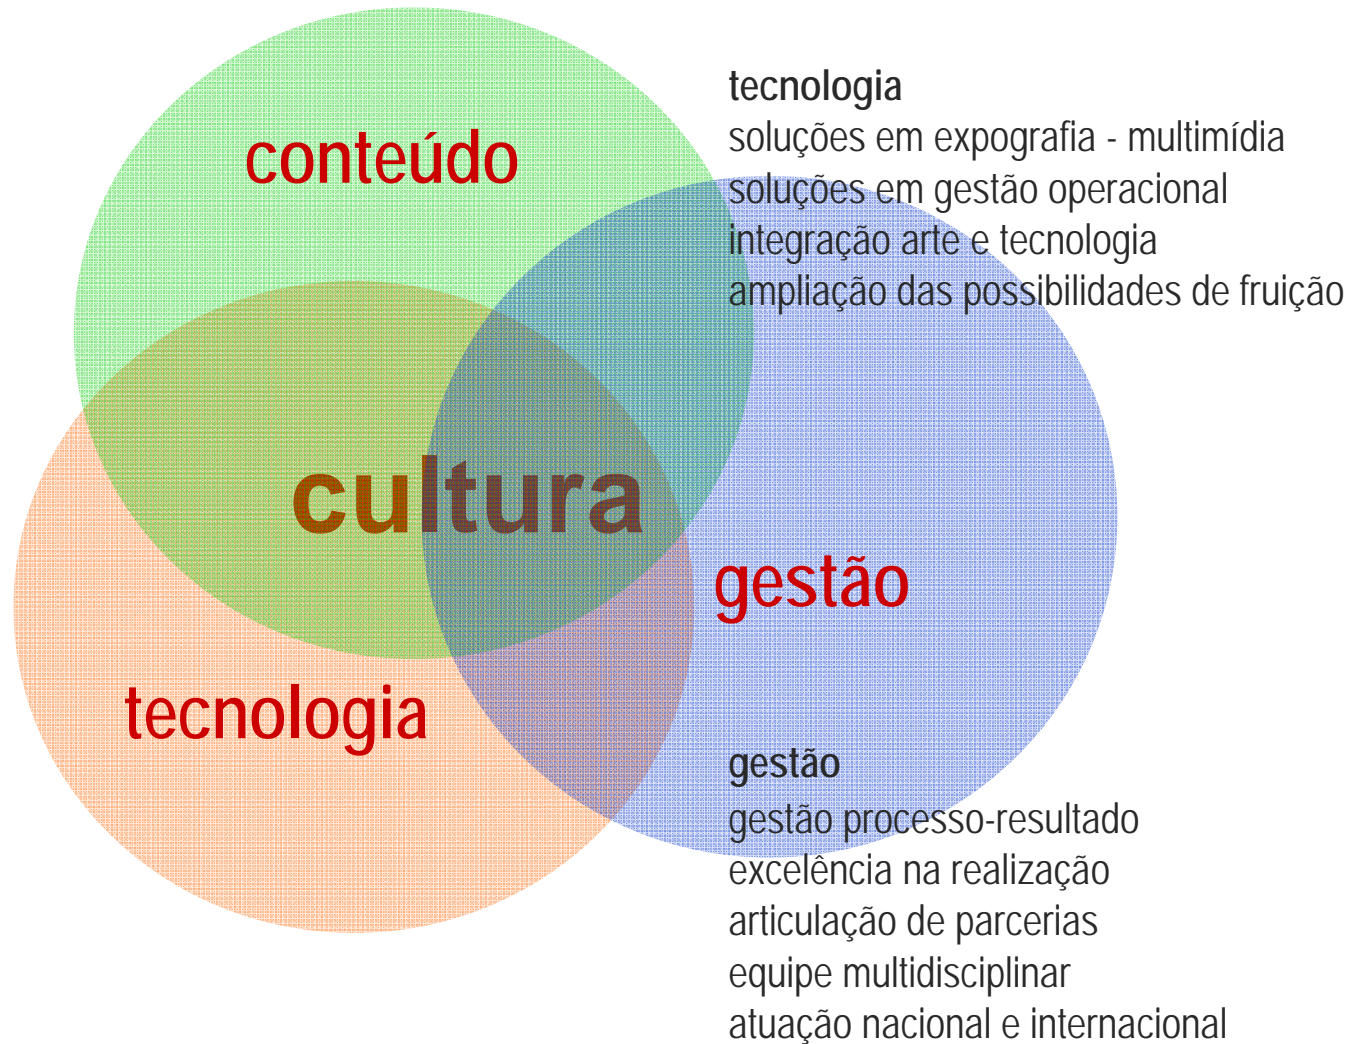 conteúdo
cultura
gestão
tecnologia
tecnologia
soluções em expografia - multimídia
soluções em gestão operacional
integração arte e tecnologia
ampliação das possibilidades de fruição
gestão
gestão processo-resultado
excelência na realização
articulação de parcerias
equipe multidisciplinar
atuação nacional e internacional